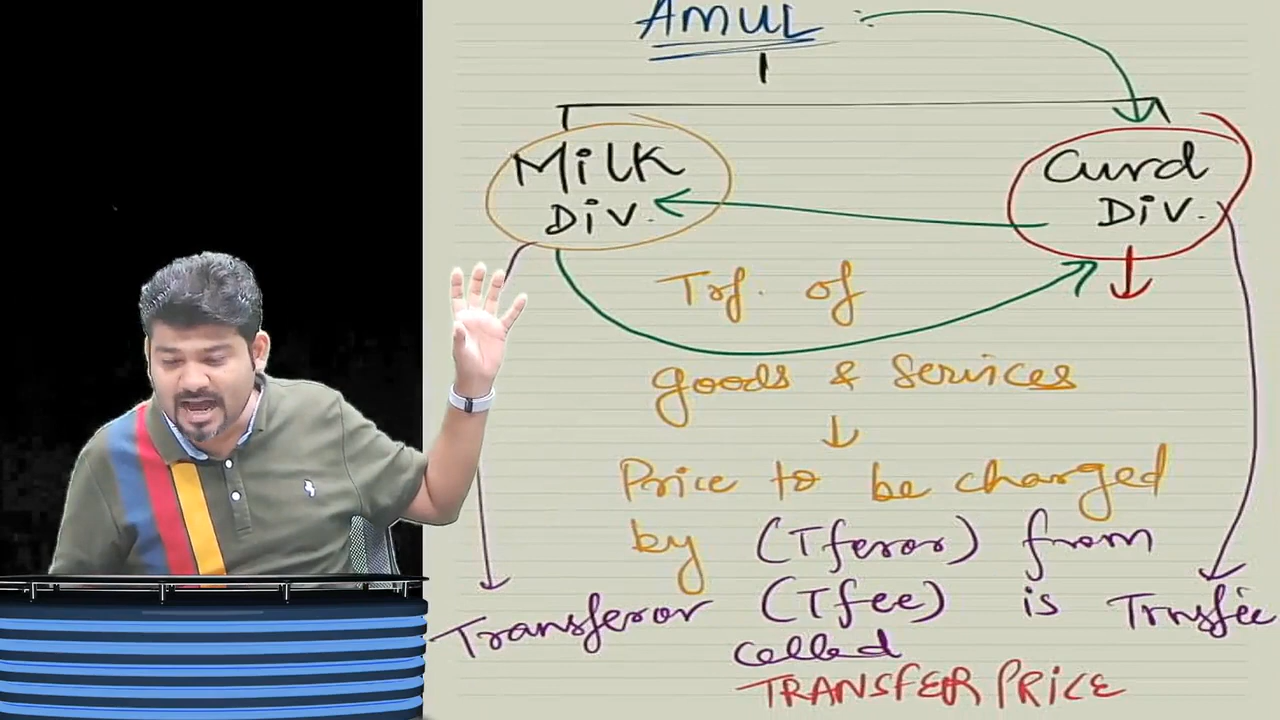 AMUL
Milk
Div.
Curd
Div.
Trf. of
goods & Services
Price to be charged
by (Tferor) from
(Tfee) is
called
TRANSFER PRICE
Transferor
Trnsfee